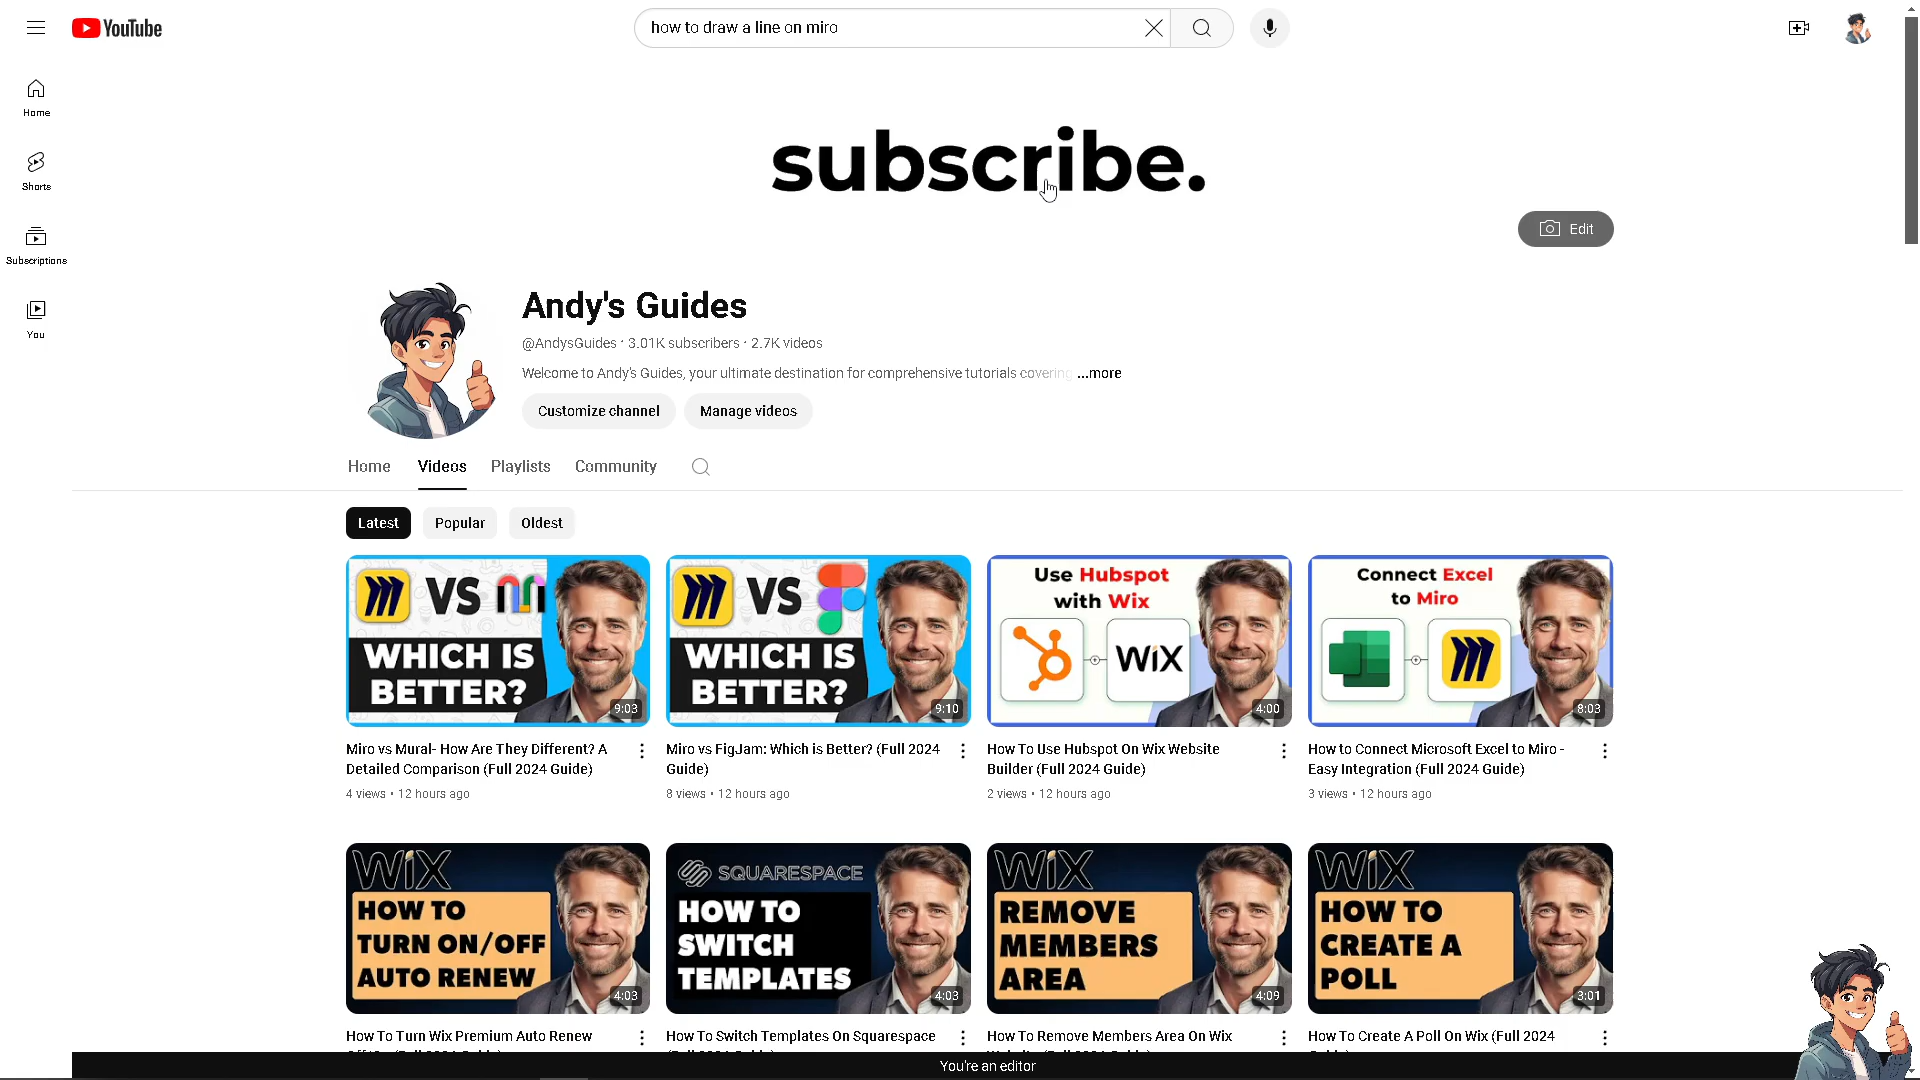 YouTube
how to draw a line on miro
Home
Shorts
Subscriptions
You
subscribe.
Edit
Andy's Guides
@AndysGuides · 3.01K subscribers · 2.7K videos
Welcome to Andy's Guides, your ultimate destination for comprehensive tutorials covering ...more
Customize channel
Manage videos
Home
Videos
Playlists
Community
Latest
Popular
Oldest
VS
WHICH IS
BETTER?
9:03
VS
WHICH IS
BETTER?
9:10
Use Hubspot
with Wix
WiX
4:00
Connect Excel
to Miro
8:03
Miro vs Mural- How Are They Different? A
Detailed Comparison (Full 2024 Guide)
4 views • 12 hours ago
Miro vs FigJam: Which is Better? (Full 2024
Guide)
8 views • 12 hours ago
How To Use Hubspot On Wix Website
Builder (Full 2024 Guide)
2 views • 12 hours ago
How to Connect Microsoft Excel to Miro -
Easy Integration (Full 2024 Guide)
3 views • 12 hours ago
WiX
HOW TO
TURN ON/OFF
AUTO RENEW
4:03
SQUARESPACE
HOW TO
SWITCH
TEMPLATES
4:03
WiX
REMOVE
MEMBERS
AREA
4:09
WiX
HOW TO
CREATE A
POLL
3:01
How To Turn Wix Premium Auto Renew
How To Switch Templates On Squarespace
How To Remove Members Area On Wix
How To Create A Poll On Wix (Full 2024
You're an editor